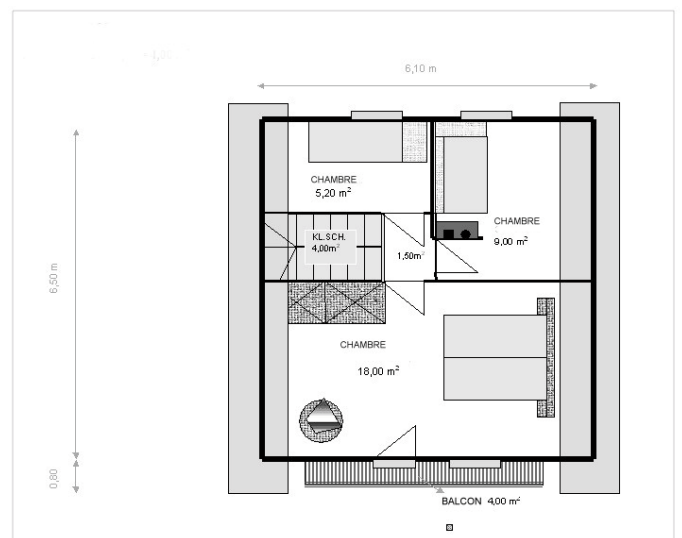 6,10 m
CHAMBRE
5,20 m²
CHAMBRE
9,00 m²
KL.SCH.
4,00m²
1,50m²
6,50 m
CHAMBRE
18,00 m²
0,80
BALCON 4,00 m²